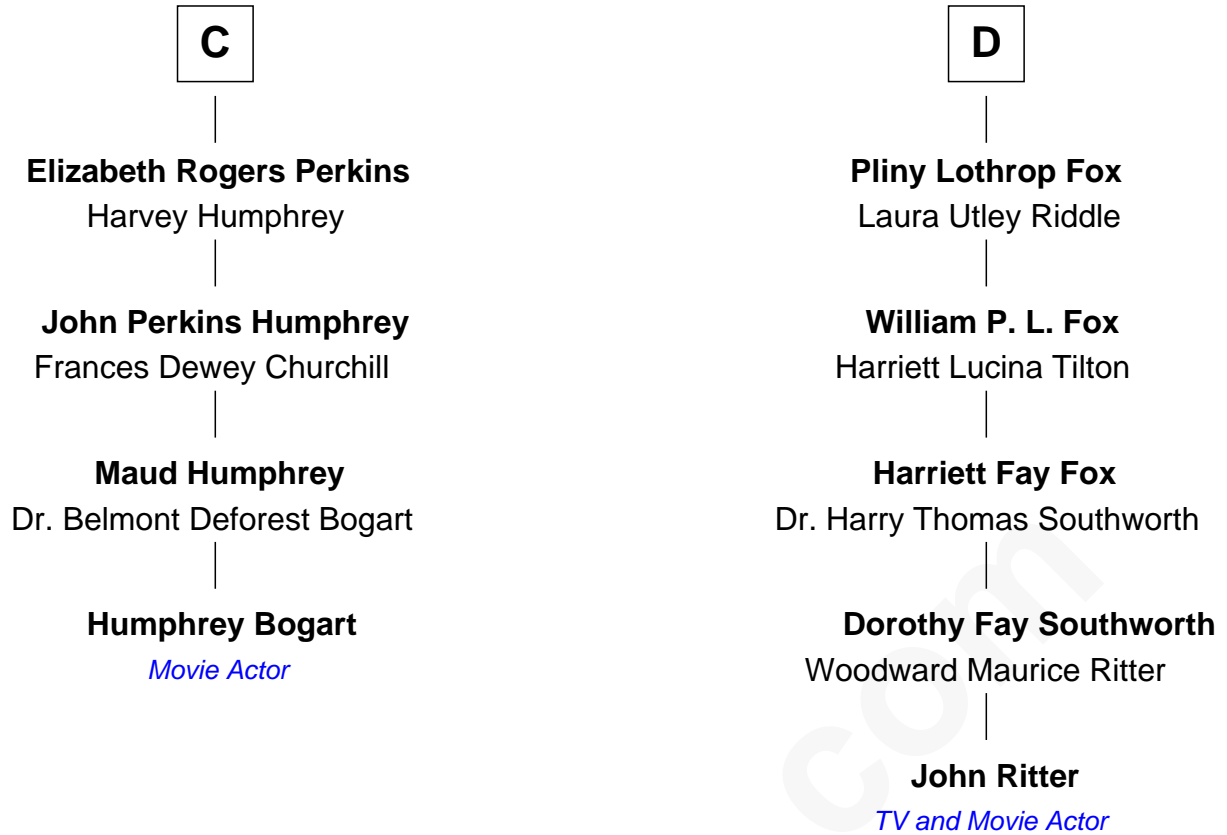 C
Elizabeth Rogers Perkins
Harvey Humphrey
John Perkins Humphrey
Frances Dewey Churchill
Maud Humphrey
Dr. Belmont Deforest Bogart
Humphrey Bogart
Movie Actor
D
Pliny Lothrop Fox
Laura Utley Riddle
William P. L. Fox
Harriett Lucina Tilton
Harriett Fay Fox
Dr. Harry Thomas Southworth
Dorothy Fay Southworth
Woodward Maurice Ritter
John Ritter
TV and Movie Actor
com